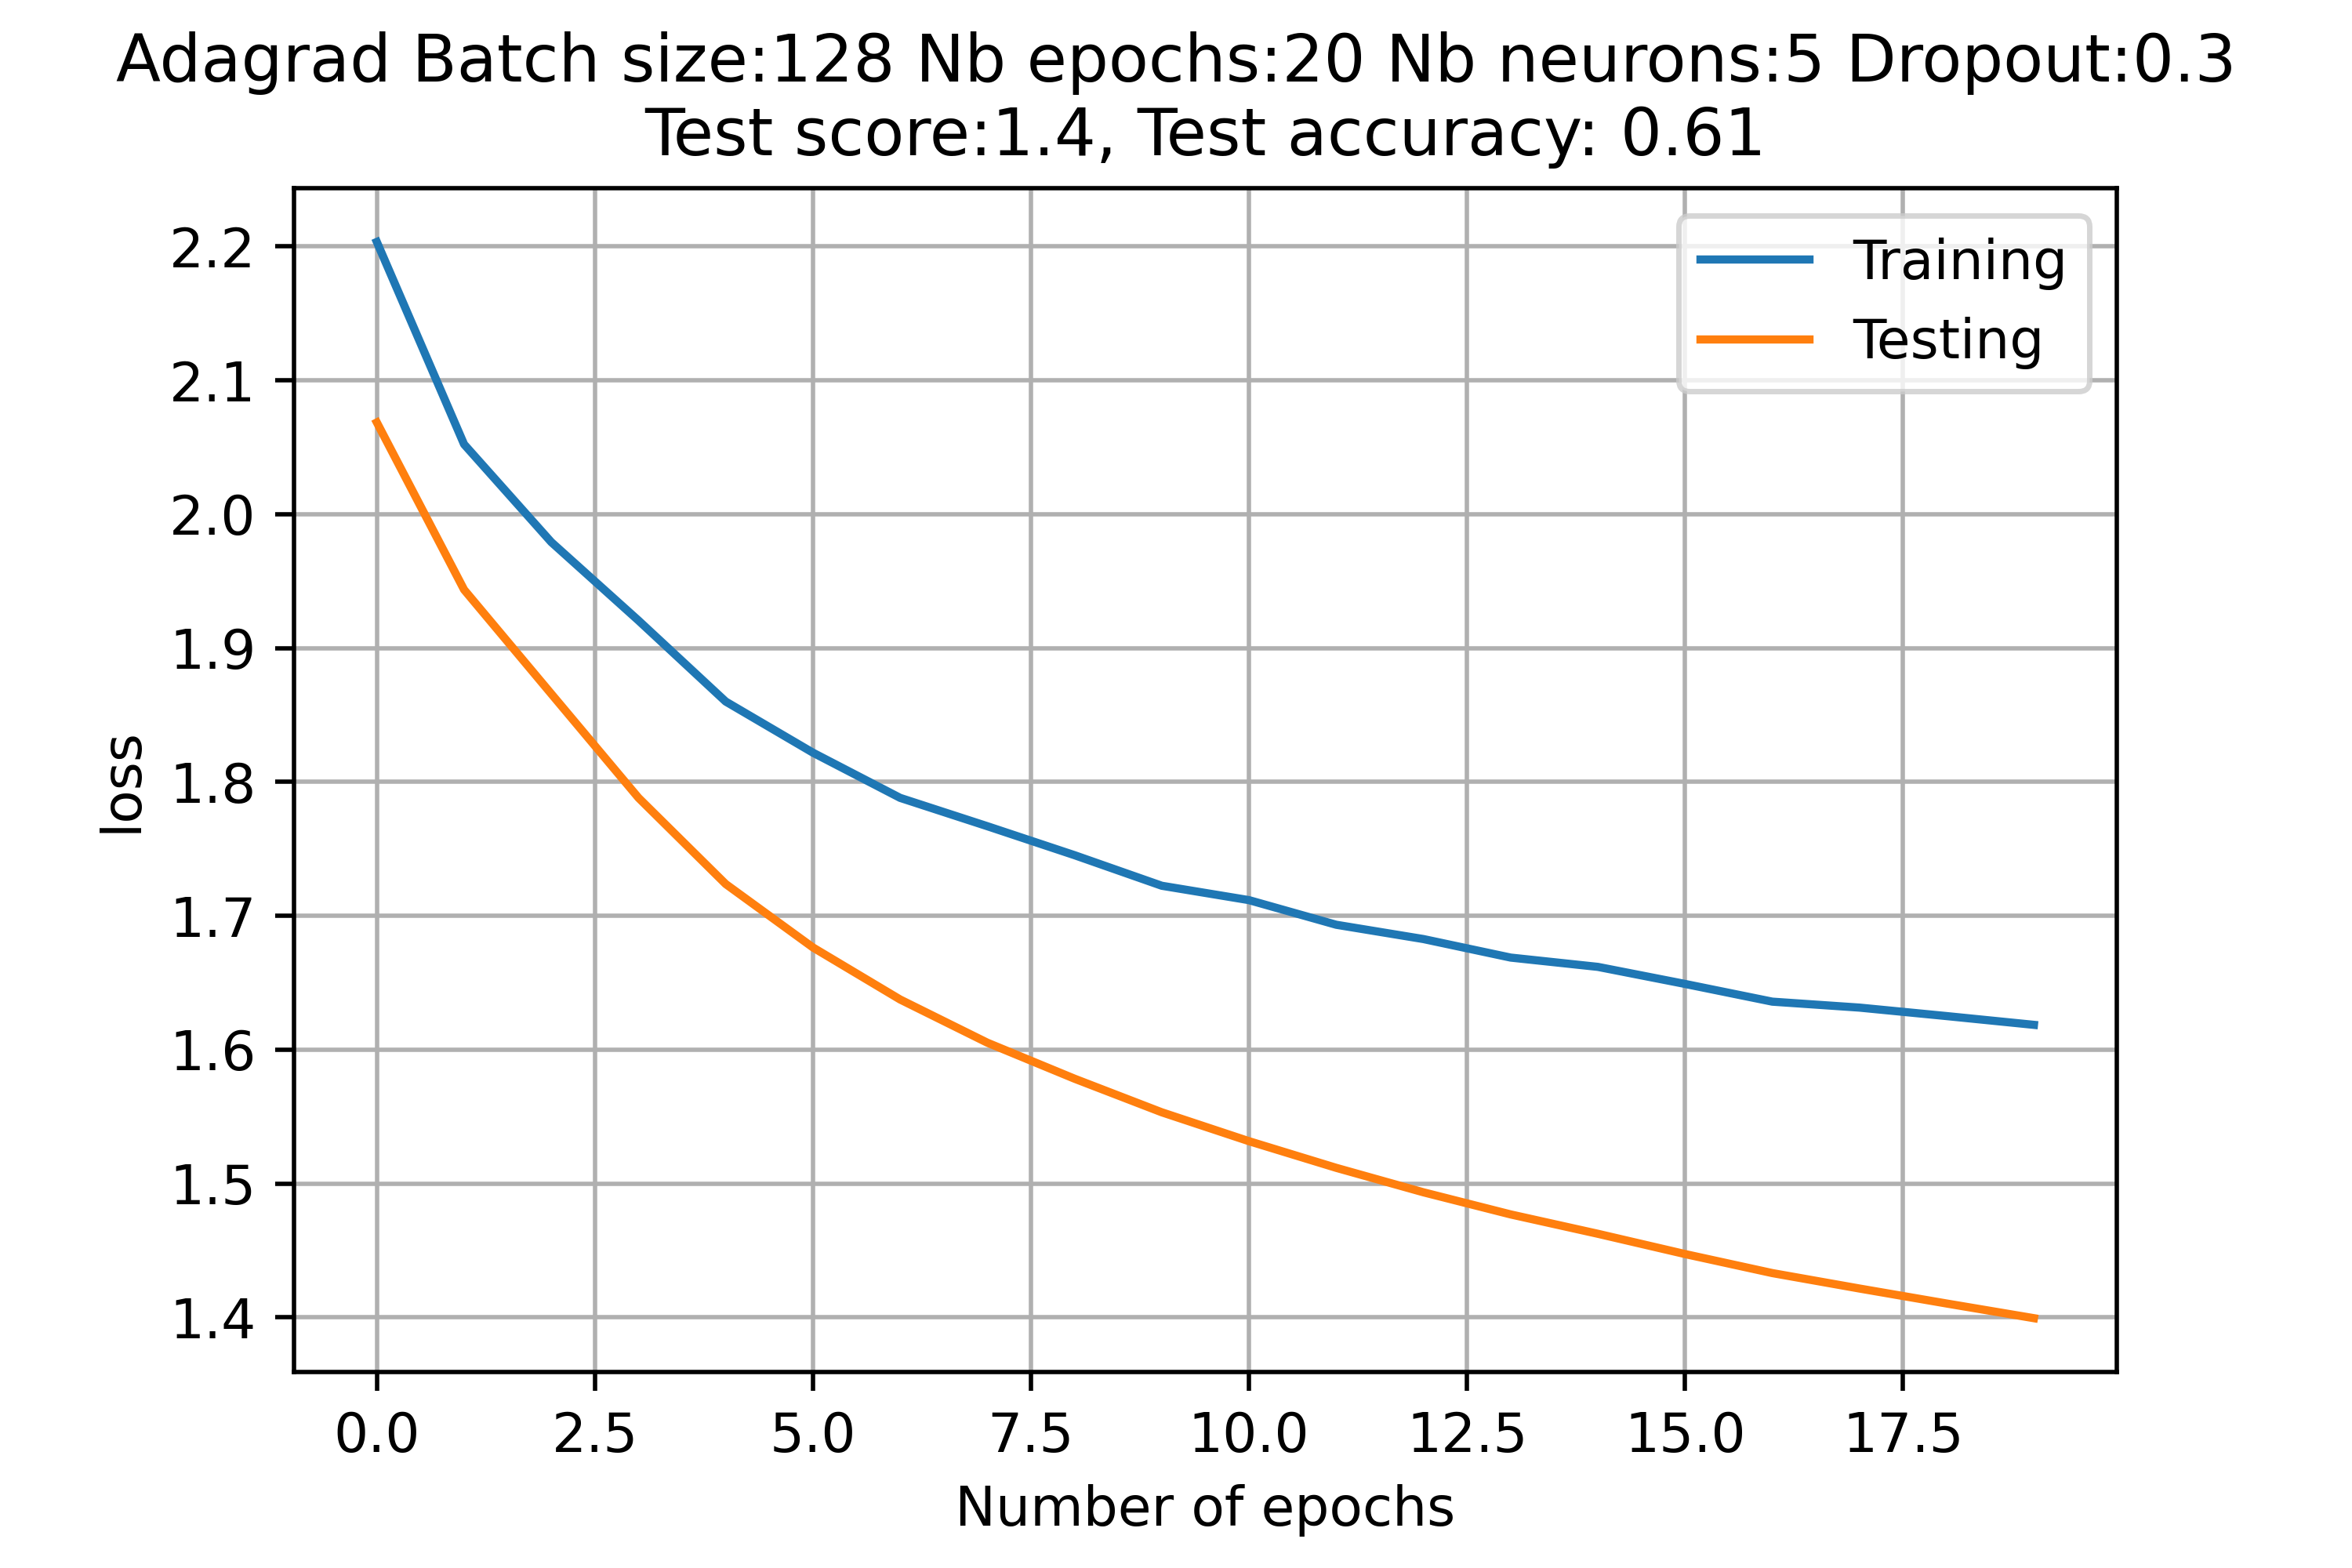 Adagrad Batch size:128 Nb epochs:20 Nb neurons:5 Dropout:0.3
Test score:1.4, Test accuracy: 0.61
Training
Testing
2.2
2.1
2.0
1.9
1.8
1.7
1.6
1.5
1.4
loss
0.0 2.5 5.0 7.5 10.0 12.5 15.0 17.5
Number of epochs